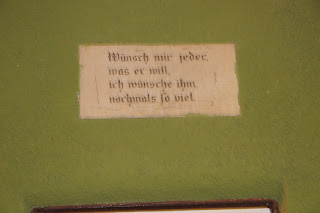 Wünsch mir jeder,
was er will,
ich wünsche ihm
nochmals so viel.